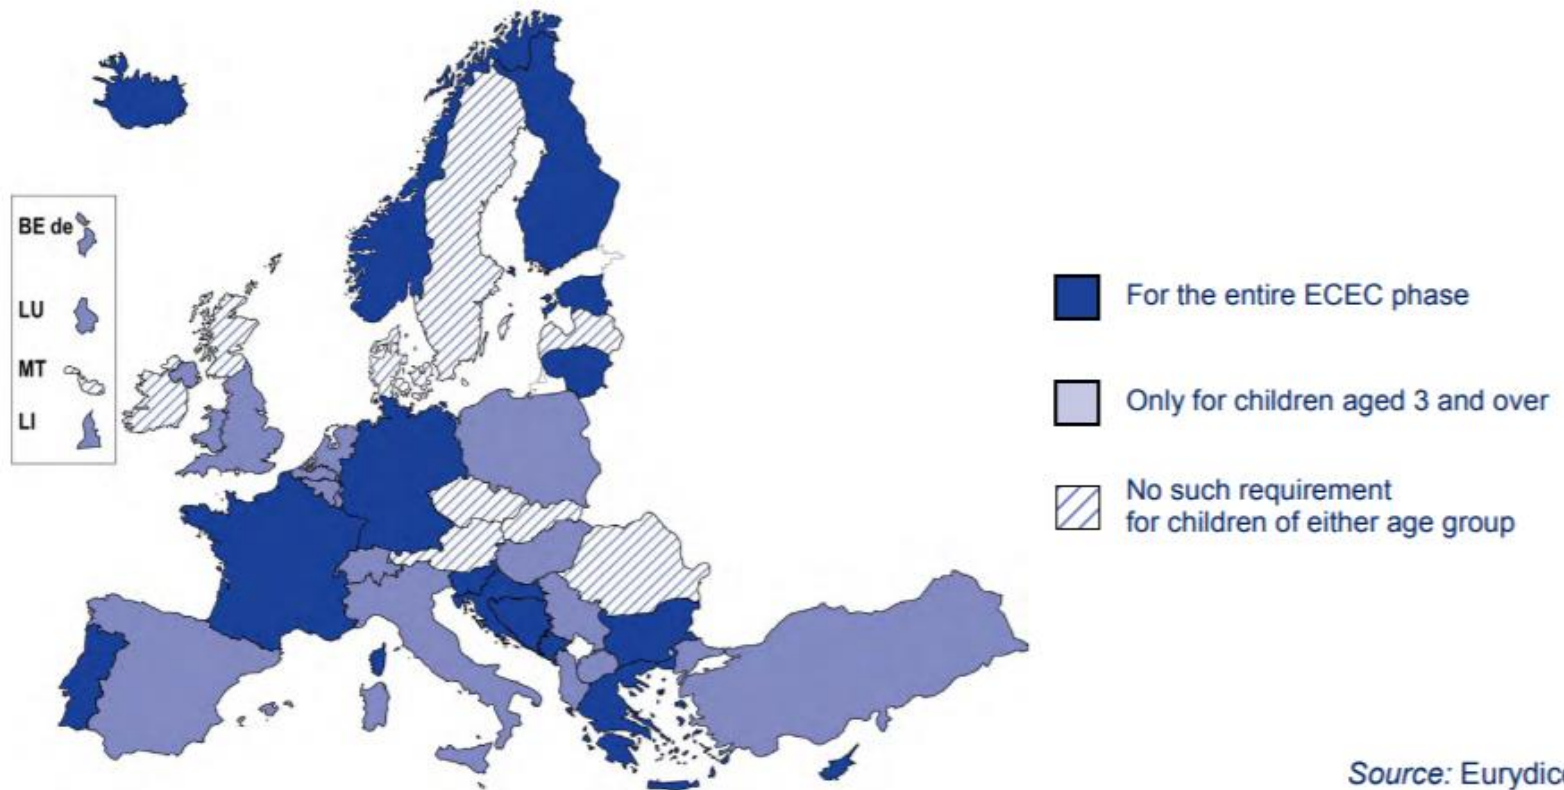 BE de
LU
MT
LI
For the entire ECEC phase
Only for children aged 3 and over
No such requirement
for children of either age group
Source: Eurydice